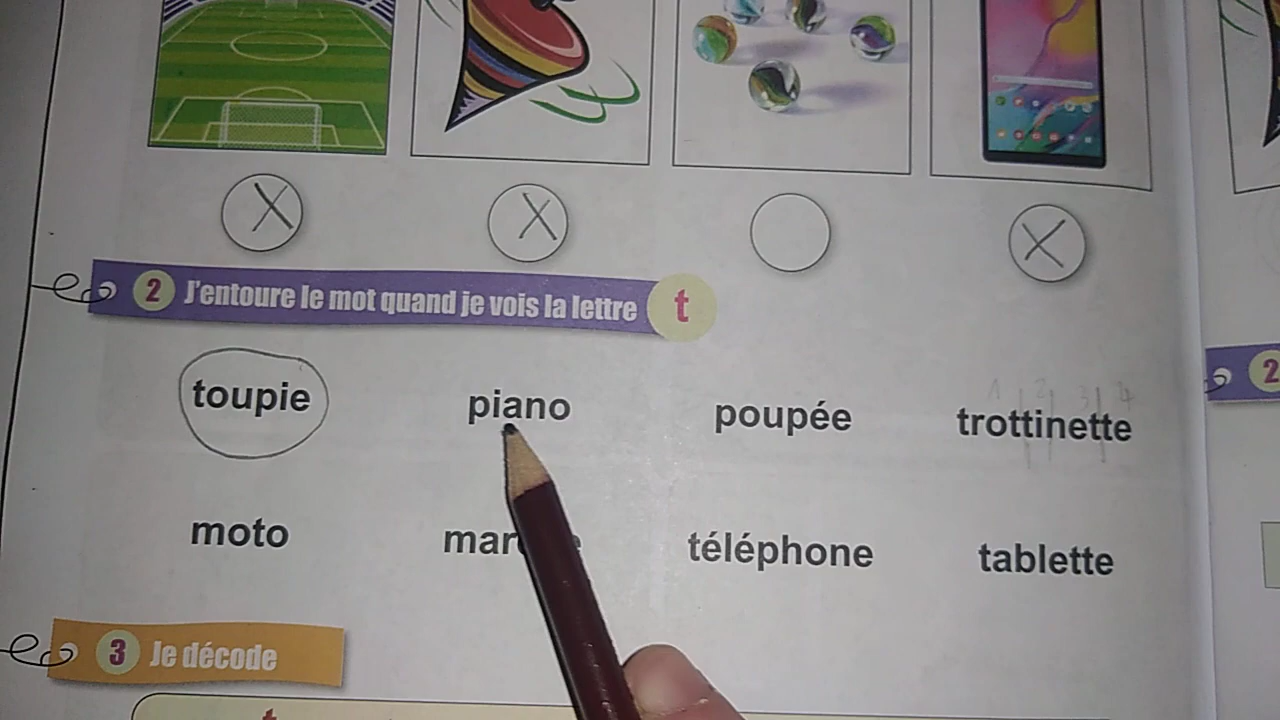 2 J'entoure le mot quand je vois la lettre t
toupie piano poupée trottinette
moto téléphone tablette
3 Je décode
t
2